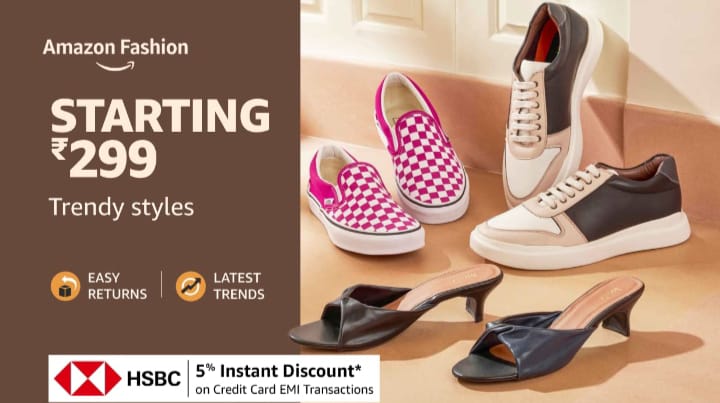 Amazon Fashion
STARTING
₹299
Trendy styles
EASY
RETURNS
LATEST
TRENDS
HSBC
5% Instant Discount*
on Credit Card EMI Transactions